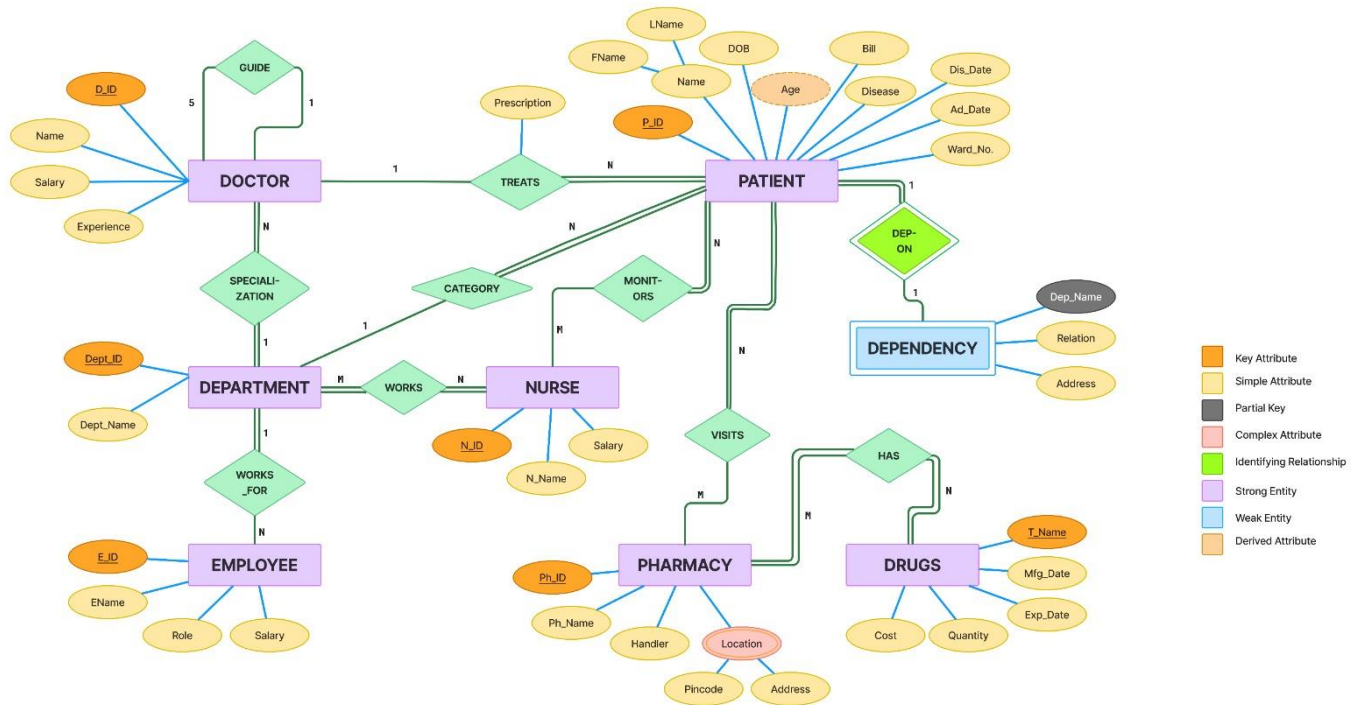 LName
DOB
Bill
GUIDE
FName
Name
Dis_Date
D_ID
5
1
Prescription
Age
Disease
Ad_Date
Name
P_ID
Ward_No.
Salary
DOCTOR
1
TREATS
N
PATIENT
1
Experience
N
N
N
DEP-
ON
SPECIALI-
ZATION
CATEGORY
MONIT-
ORS
Dep_Name
1
1
M
1
DEPENDENCY
Relation
Address
Dept_ID
DEPARTMENT
M
WORKS
N
NURSE
N
Dept_Name
1
N_ID
Salary
VISITS
HAS
N_Name
WORKS
_FOR
N
M
M
N
E_ID
EMPLOYEE
Ph_ID
PHARMACY
DRUGS
T_Name
EName
Mfg_Date
Ph_Name
Exp_Date
Role
Salary
Handler
Location
Cost
Quantity
Pincode
Address
Key Attribute
Simple Attribute
Partial Key
Complex Attribute
Identifying Relationship
Strong Entity
Weak Entity
Derived Attribute